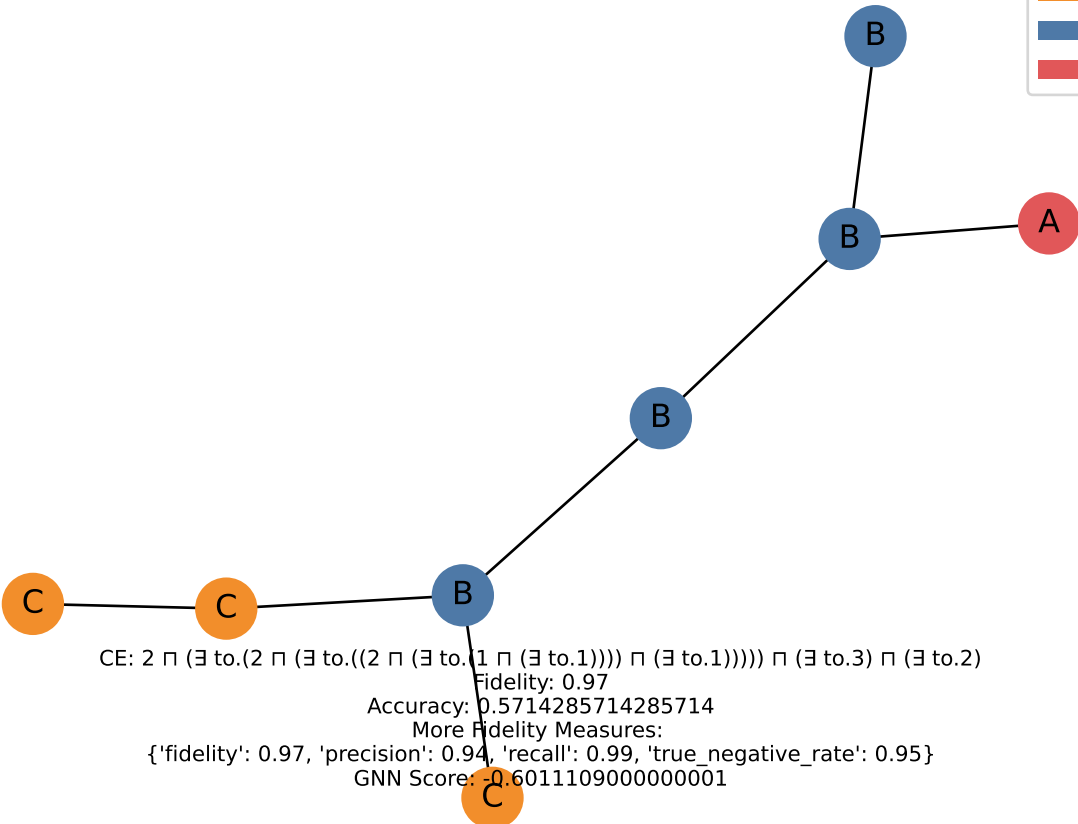 B
B
A
B
B
C
C
CE: 2 ⊓ (∃ to.(2 ⊓ (∃ to.((2 ⊓ (∃ to.(1 ⊓ (∃ to.1)))) ⊓ (∃ to.1))))) ⊓ (∃ to.3) ⊓ (∃ to.2)
Fidelity: 0.97
Accuracy: 0.5714285714285714
More Fidelity Measures:
{'fidelity': 0.97, 'precision': 0.94, 'recall': 0.99, 'true_negative_rate': 0.95}
GNN Score: -0.6011109000000001
C